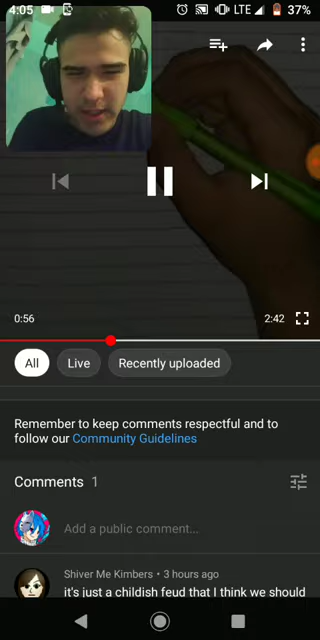 4:05 LTE 37%
0:56 2:42
All Live Recently uploaded
Remember to keep comments respectful and to
follow our Community Guidelines
Comments 1
Add a public comment...
Shiver Me Kimbers • 3 hours ago
it's just a childish feud that I think we should